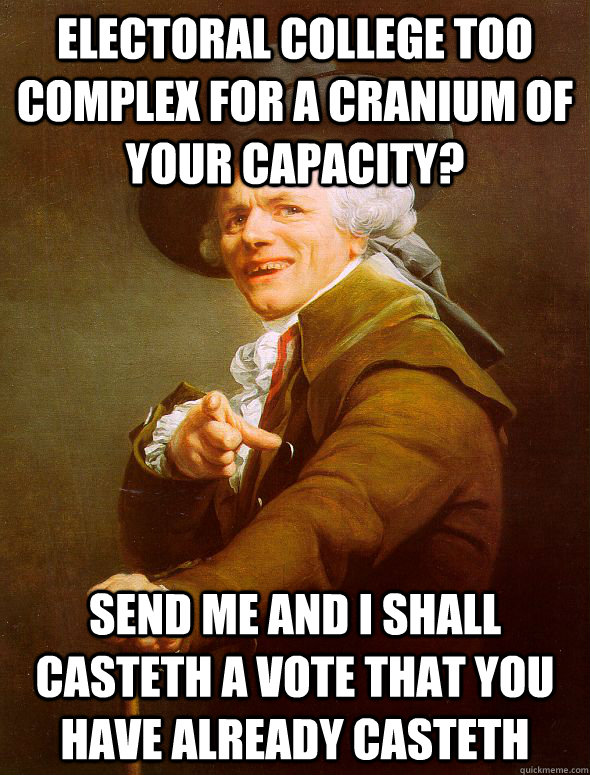 ELECTORAL COLLEGE TOO
COMPLEX FOR A CRANIUM OF
YOUR CAPACITY?
SEND ME AND I SHALL
CASTETH A VOTE THAT YOU
HAVE ALREADY CASTETH
quickmeme.com